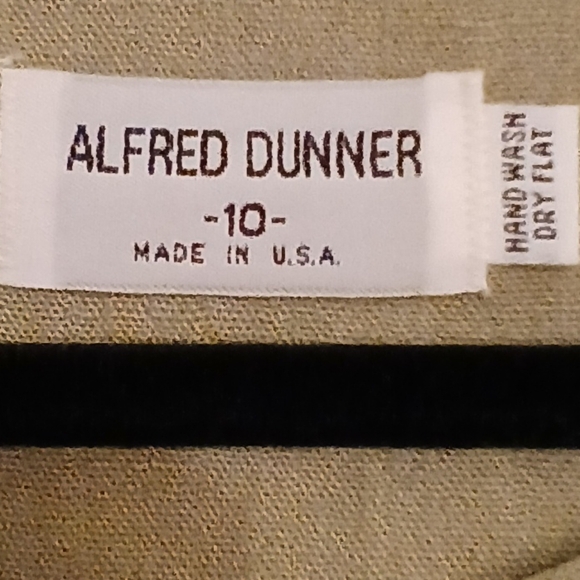 ALFRED DUNNER
-10-
MADE IN U.S.A.
HAND WASH
DRY FLAT